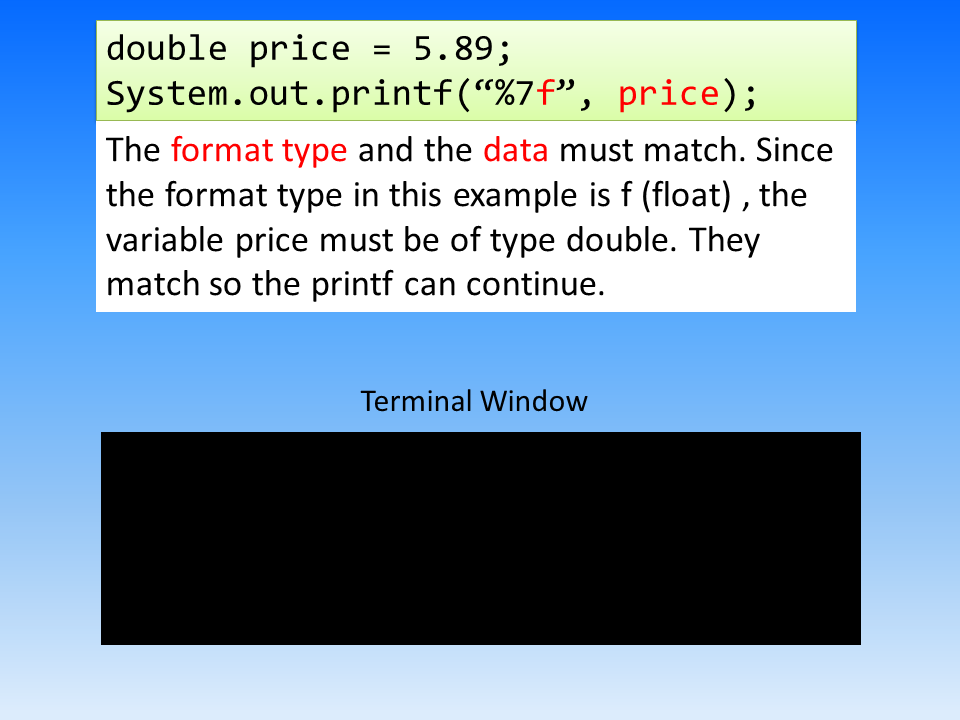 double price = 5.89;
System.out.printf(“%7f”, price);
The format type and the data must match. Since
the format type in this example is f (float) , the
variable price must be of type double. They
match so the printf can continue.
Terminal Window